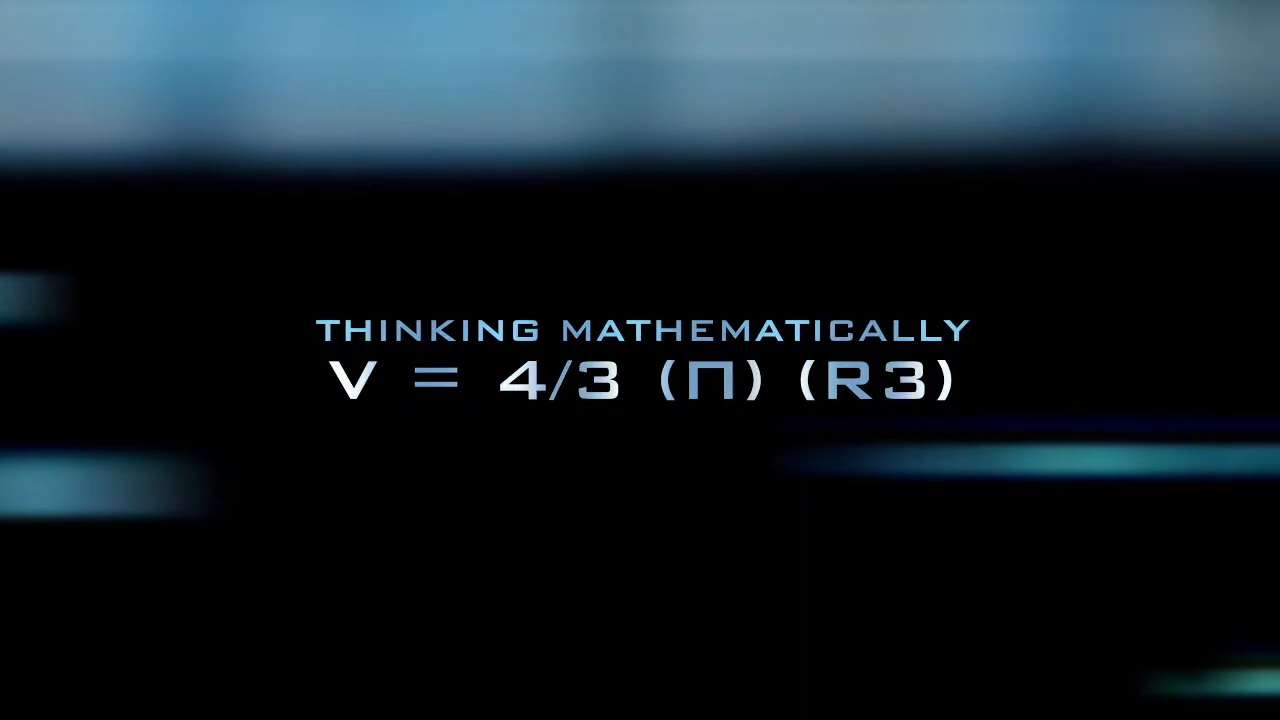 THINKING MATHEMATICALLY
V = 4/3 (Π) (R3)